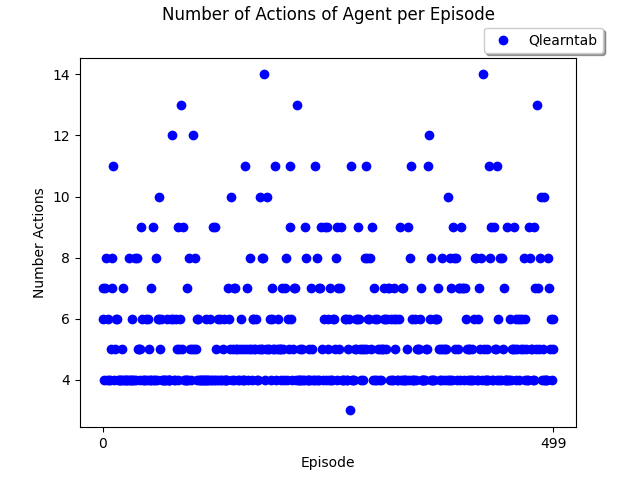 Number of Actions of Agent per Episode
Qlearntab
14
12
10
8
6
4
Number Actions
0 499
Episode